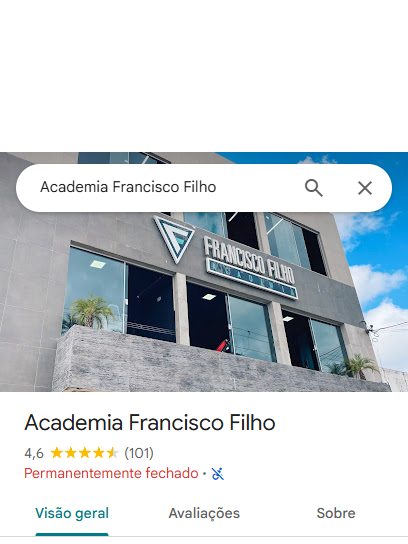 Academia Francisco Filho
FRANCISCO FILHO
ACADEMIA
Academia Francisco Filho
4,6 (101)
Permanentemente fechado ·
Visão geral Avaliações Sobre